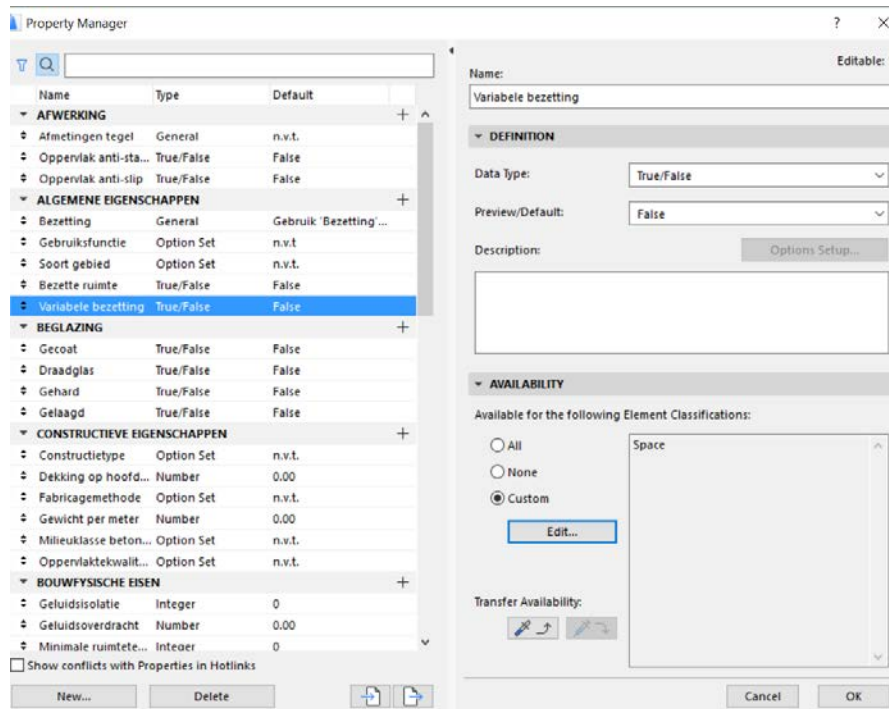 Property Manager
?
Name Type Default
AFWERKING
Afmetingen tegel General n.v.t.
Oppervlak anti-sta... True/False False
Oppervlak anti-slip True/False False
ALGEMENE EIGENSCHAPPEN
Bezetting General Gebruik 'Bezetting'...
Gebruiksfunctie Option Set n.v.t
Soort gebied Option Set n.v.t.
Bezette ruimte True/False False
Variabele bezetting True/False False
BEGLAZING
Gecoat True/False False
Draadglas True/False False
Gehard True/False False
Gelaagd True/False False
CONSTRUCTIEVE EIGENSCHAPPEN
Constructietype Option Set n.v.t.
Dekking op hoofd... Number 0.00
Fabricagemethode Option Set n.v.t.
Gewicht per meter Number 0.00
Milieuklasse beton... Option Set n.v.t.
Oppervlaktekwalit... Option Set n.v.t.
BOUWFYSISCHE EISEN
Geluidsisolatie Integer 0
Geluidsoverdracht Number 0.00
Minimale ruimtete... Integer 0
Show conflicts with Properties in Hotlinks
New... Delete
Editable:
Name:
Variabele bezetting
DEFINITION
Data Type: True/False
Preview/Default: False
Description: Options Setup...
AVAILABILITY
Available for the following Element Classifications:
All
None
Custom
Edit...
Space
Transfer Availability:
Cancel OK